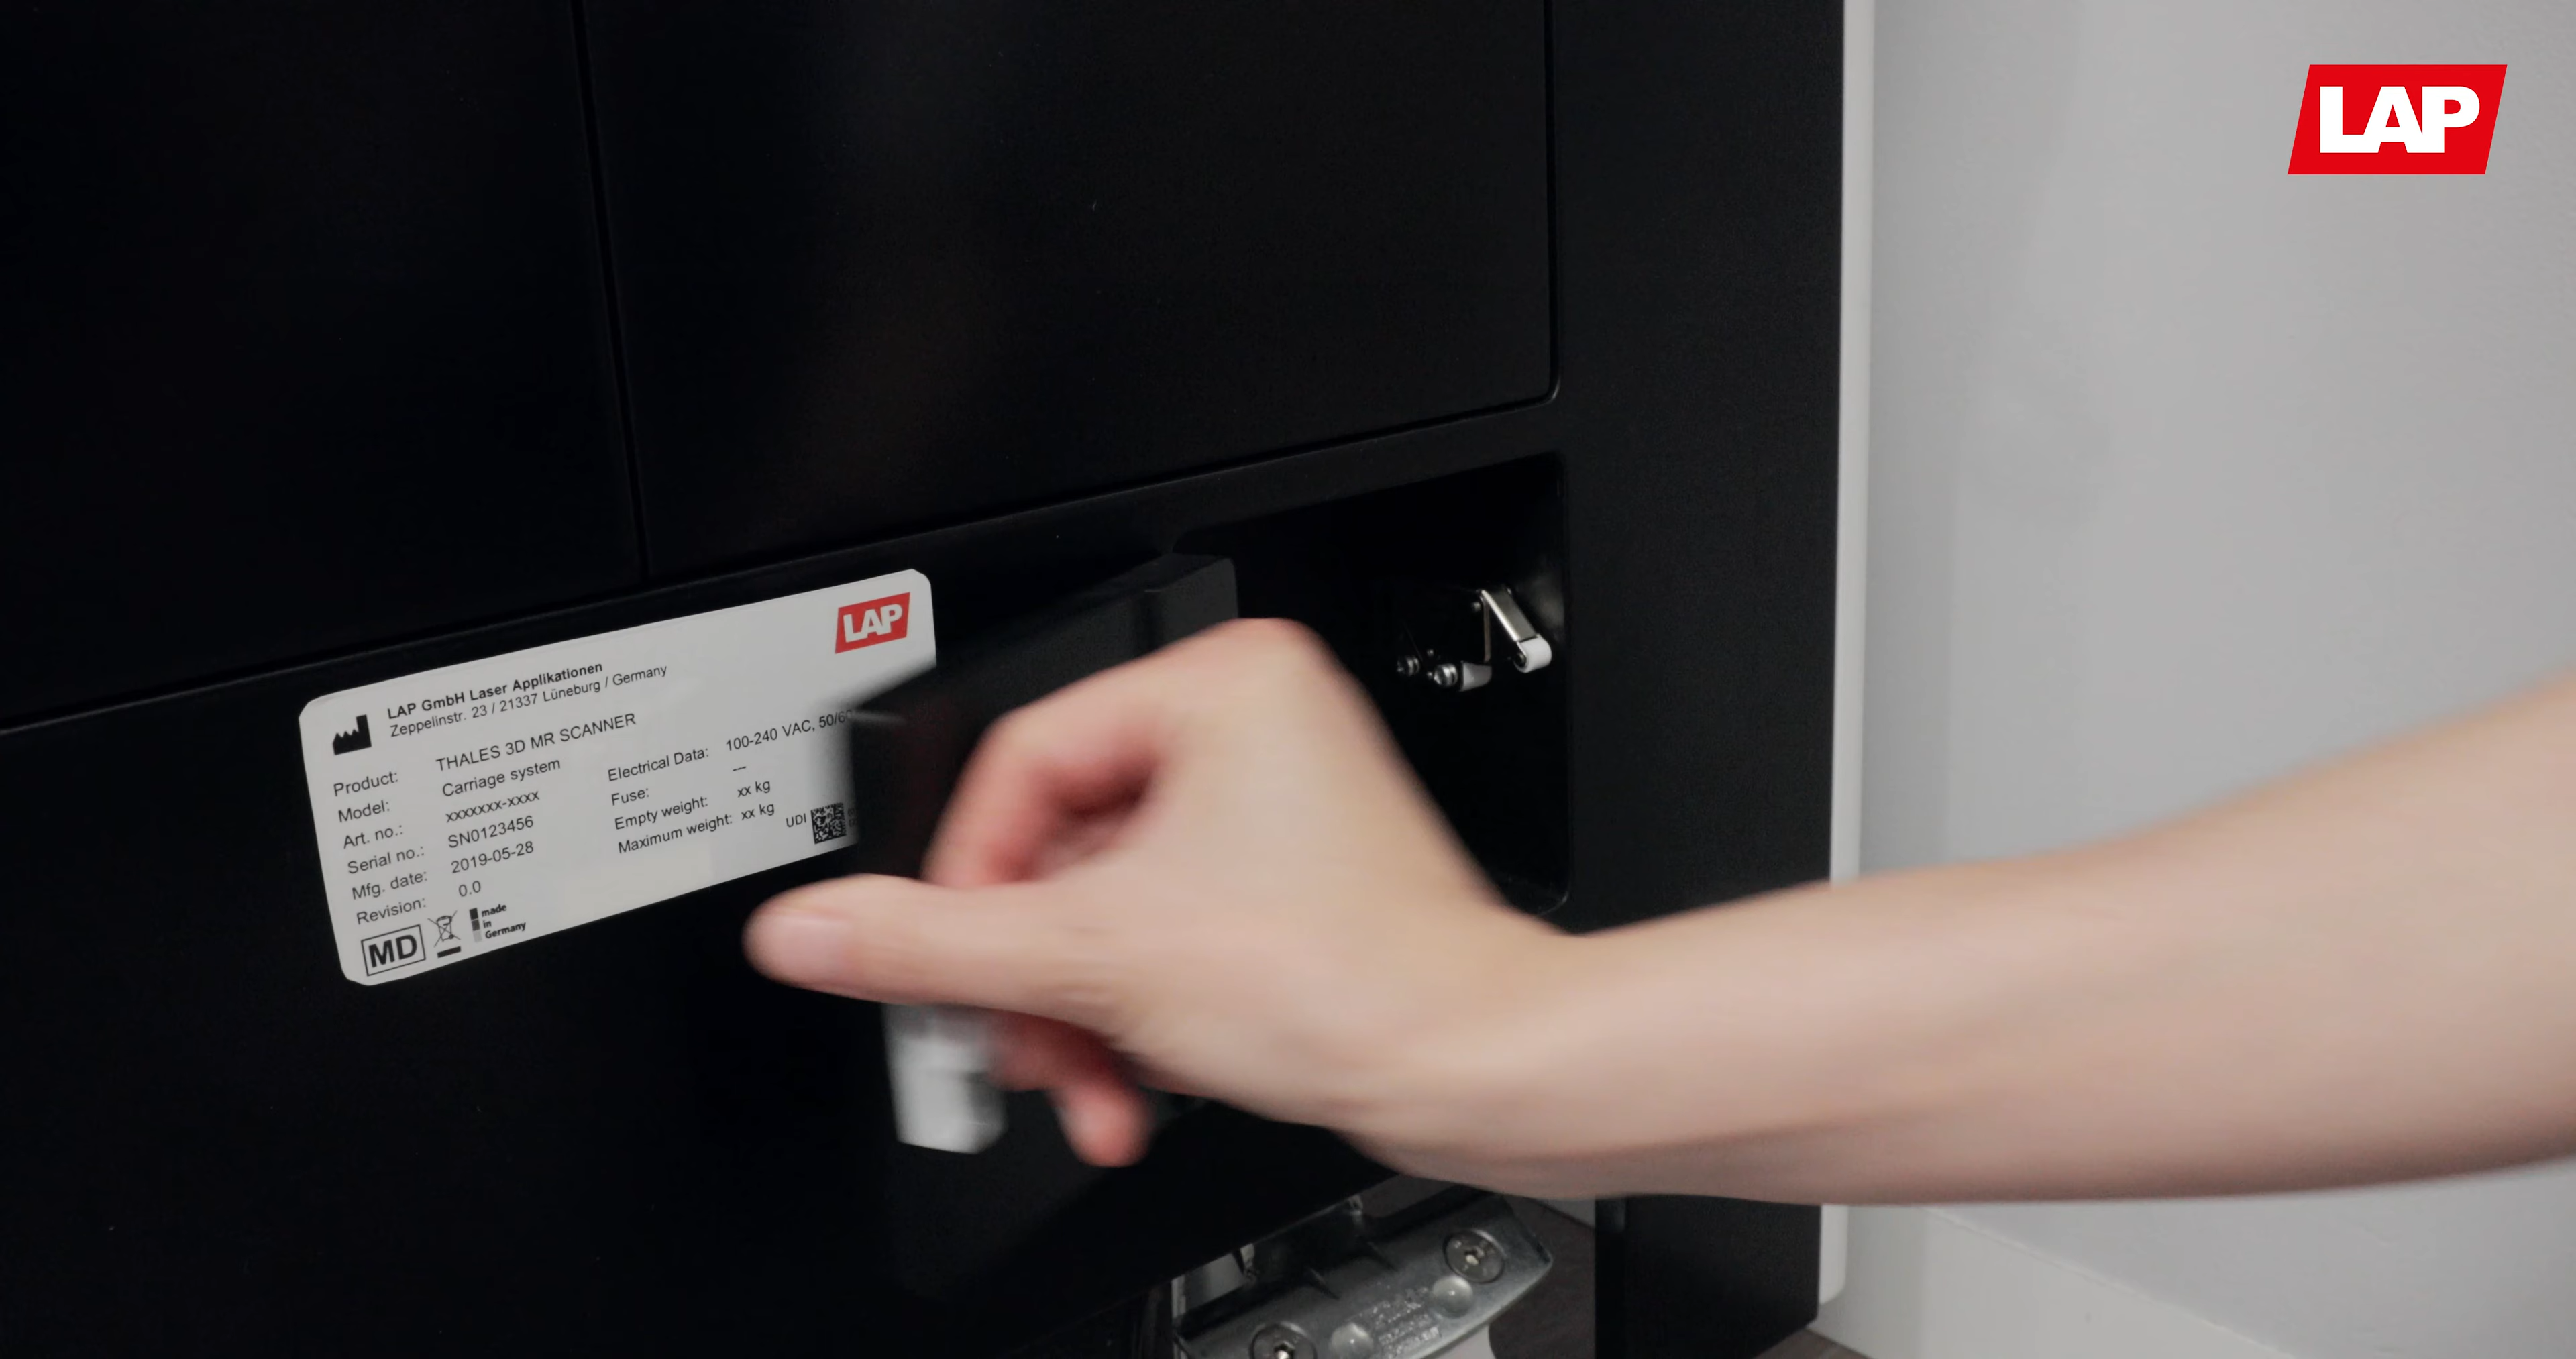 LAP
LAP
LAP GmbH Laser Applikationen
Zeppelinstr. 23 / 21337 Lüneburg / Germany
Product: THALES 3D MR SCANNER
Model: Carriage system
Art. no.: xxxxxxx-xxxx
Serial no.: SN0123456
Mfg. date: 2019-05-28
Revision: 0.0
Electrical Data: 100-240 VAC, 50/60
Fuse: ---
Empty weight: xx kg
Maximum weight: xx kg
UDI
MD
made
in
Germany